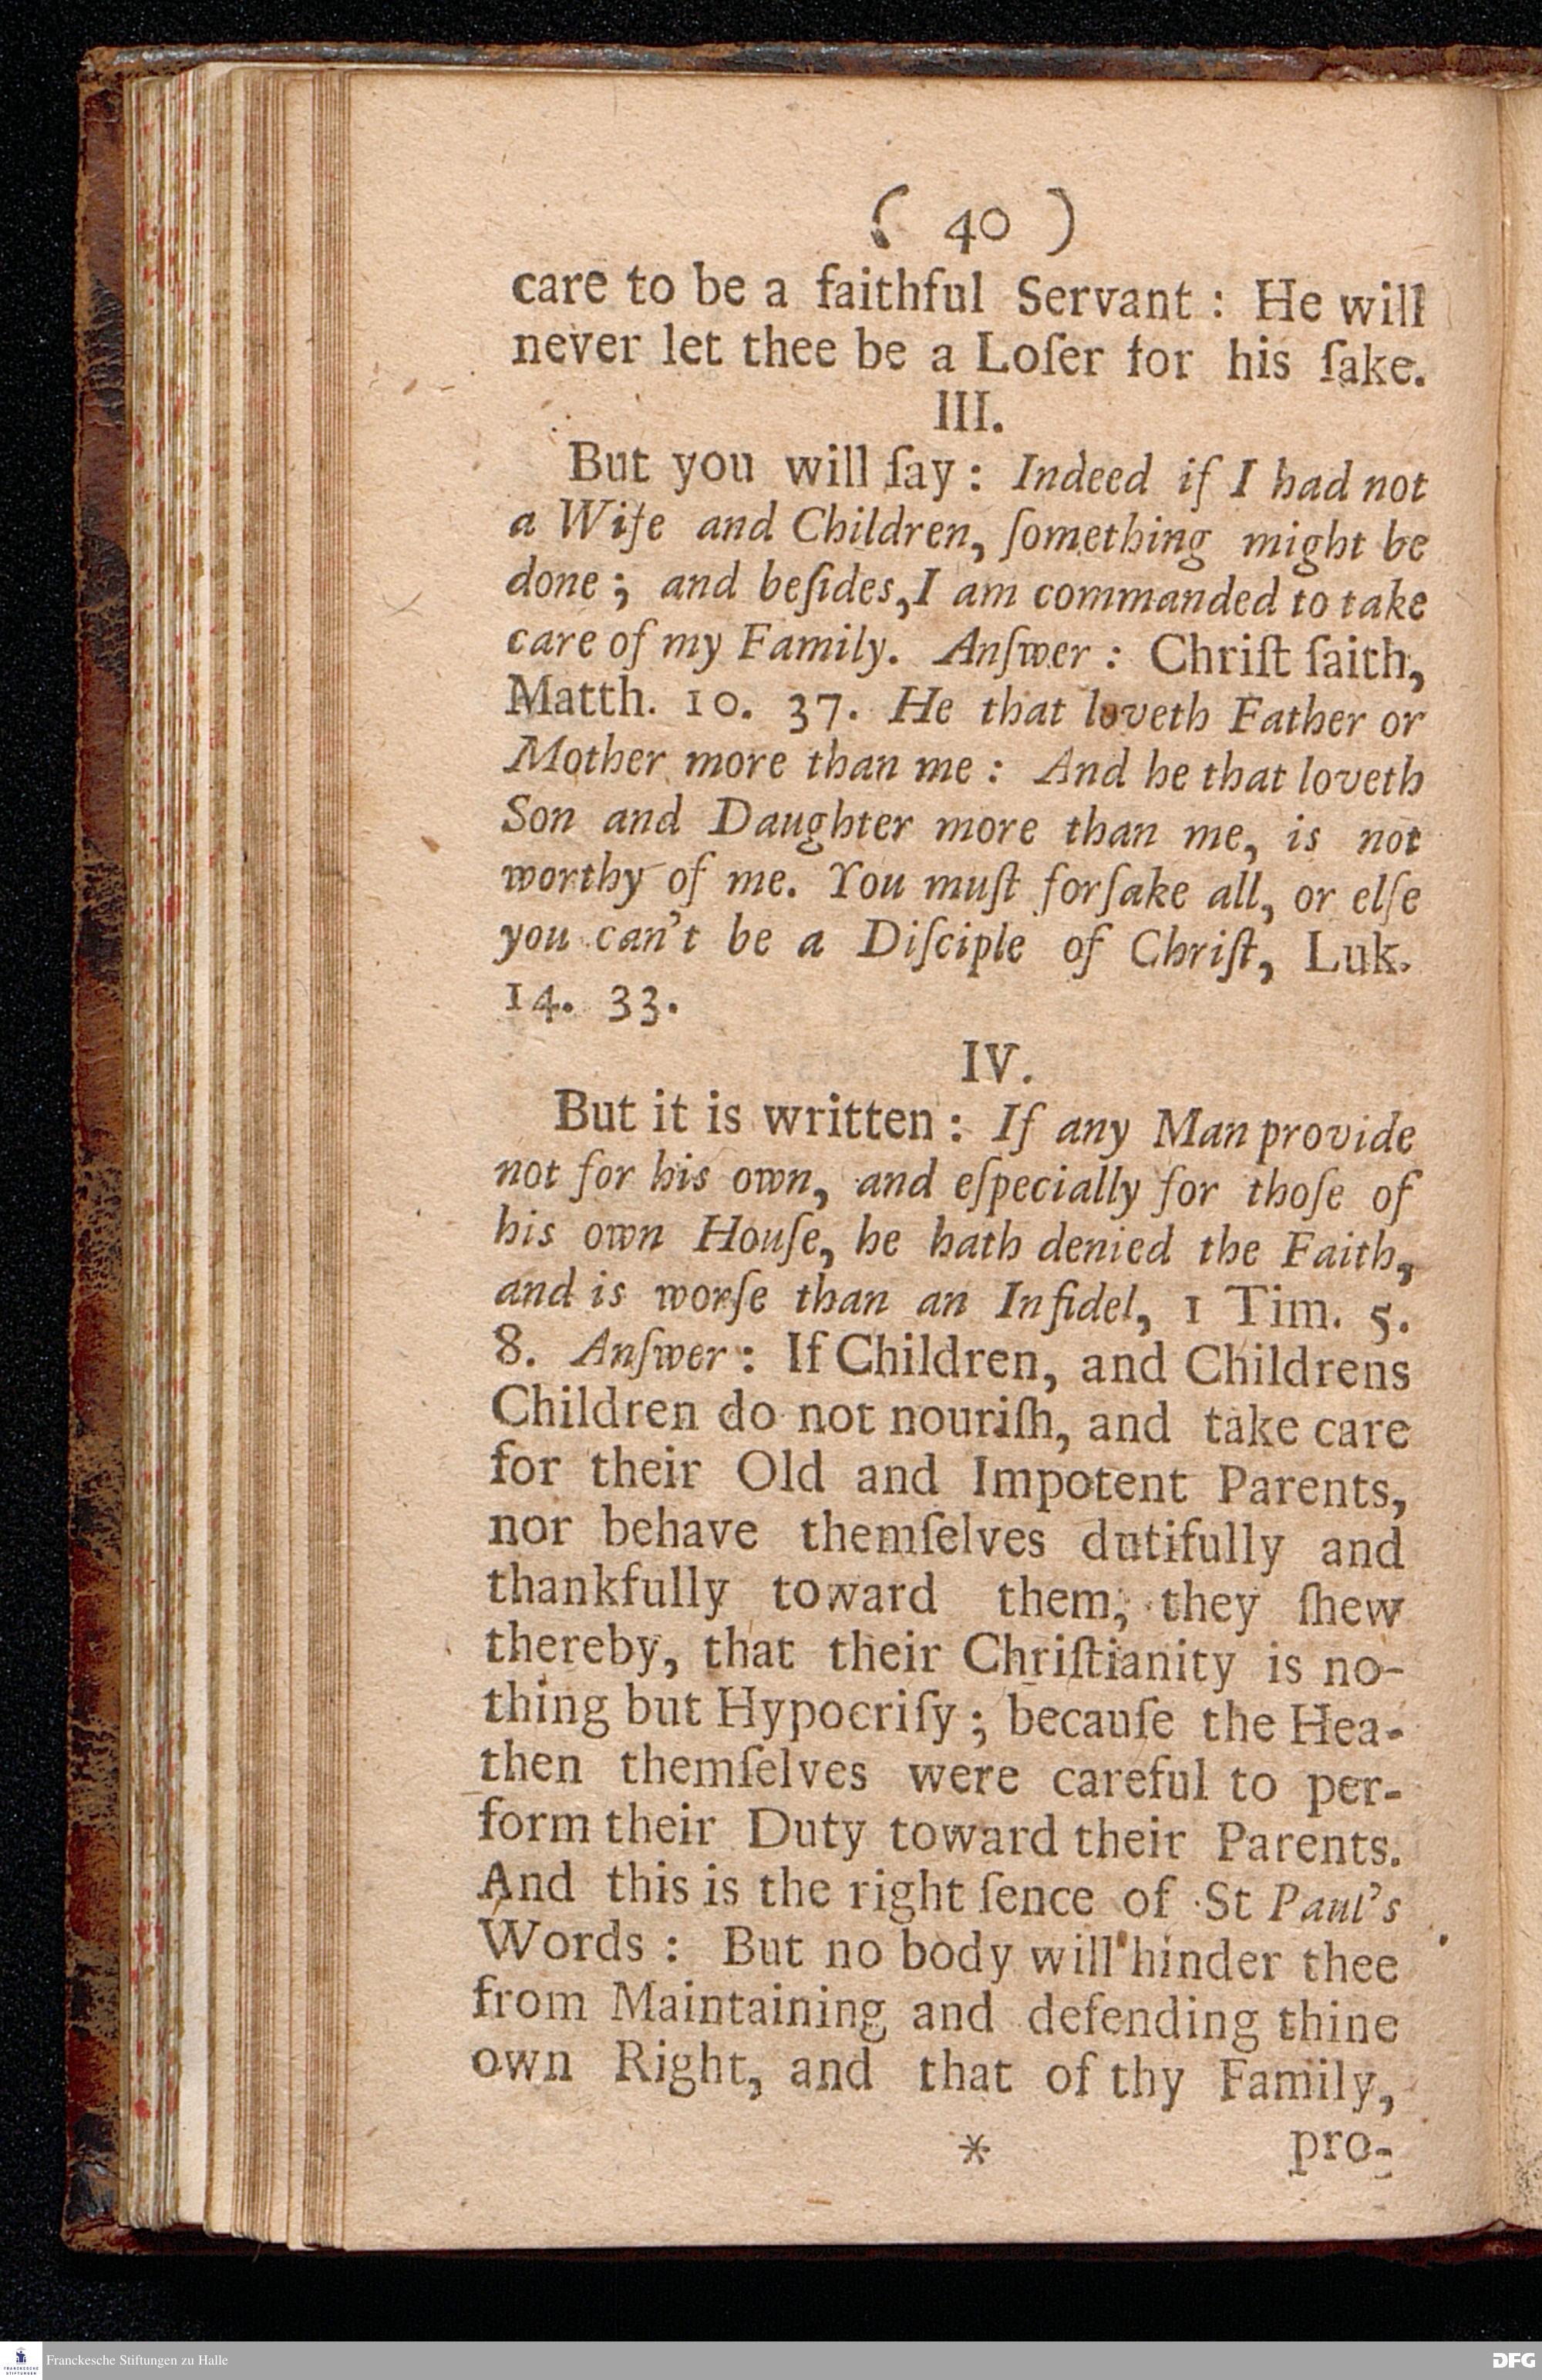 ( 40 )
care to be a faithful Servant : He will
never let thee be a Loſer for his ſake.
III.
But you will ſay : Indeed if I had not
a Wife and Children, ſomething might be
done ; and beſides, I am commanded to take
care of my Family. Anſwer : Chriſt ſaith,
Matth. 10. 37. He that loveth Father or
Mother more than me : And he that loveth
Son and Daughter more than me, is not
worthy of me. You muſt forſake all, or elſe
you can't be a Diſciple of Chriſt, Luk.
14. 33.
IV.
But it is written : If any Man provide
not for his own, and eſpecially for thoſe of
his own Houſe, he hath denied the Faith,
and is worſe than an Infidel, 1 Tim. 5.
8. Anſwer : If Children, and Childrens
Children do not nouriſh, and take care
for their Old and Impotent Parents,
nor behave themſelves dutifully and
thankfully toward them, they ſhew
thereby, that their Chriſtianity is no-
thing but Hypocriſy ; becauſe the Hea-
then themſelves were careful to per-
form their Duty toward their Parents.
And this is the right ſence of St Paul's
Words : But no body will hinder thee
from Maintaining and defending thine
own Right, and that of thy Family,
* pro-
FRANCKESCHE STIFTUNGEN
Franckesche Stiftungen zu Halle
DFG